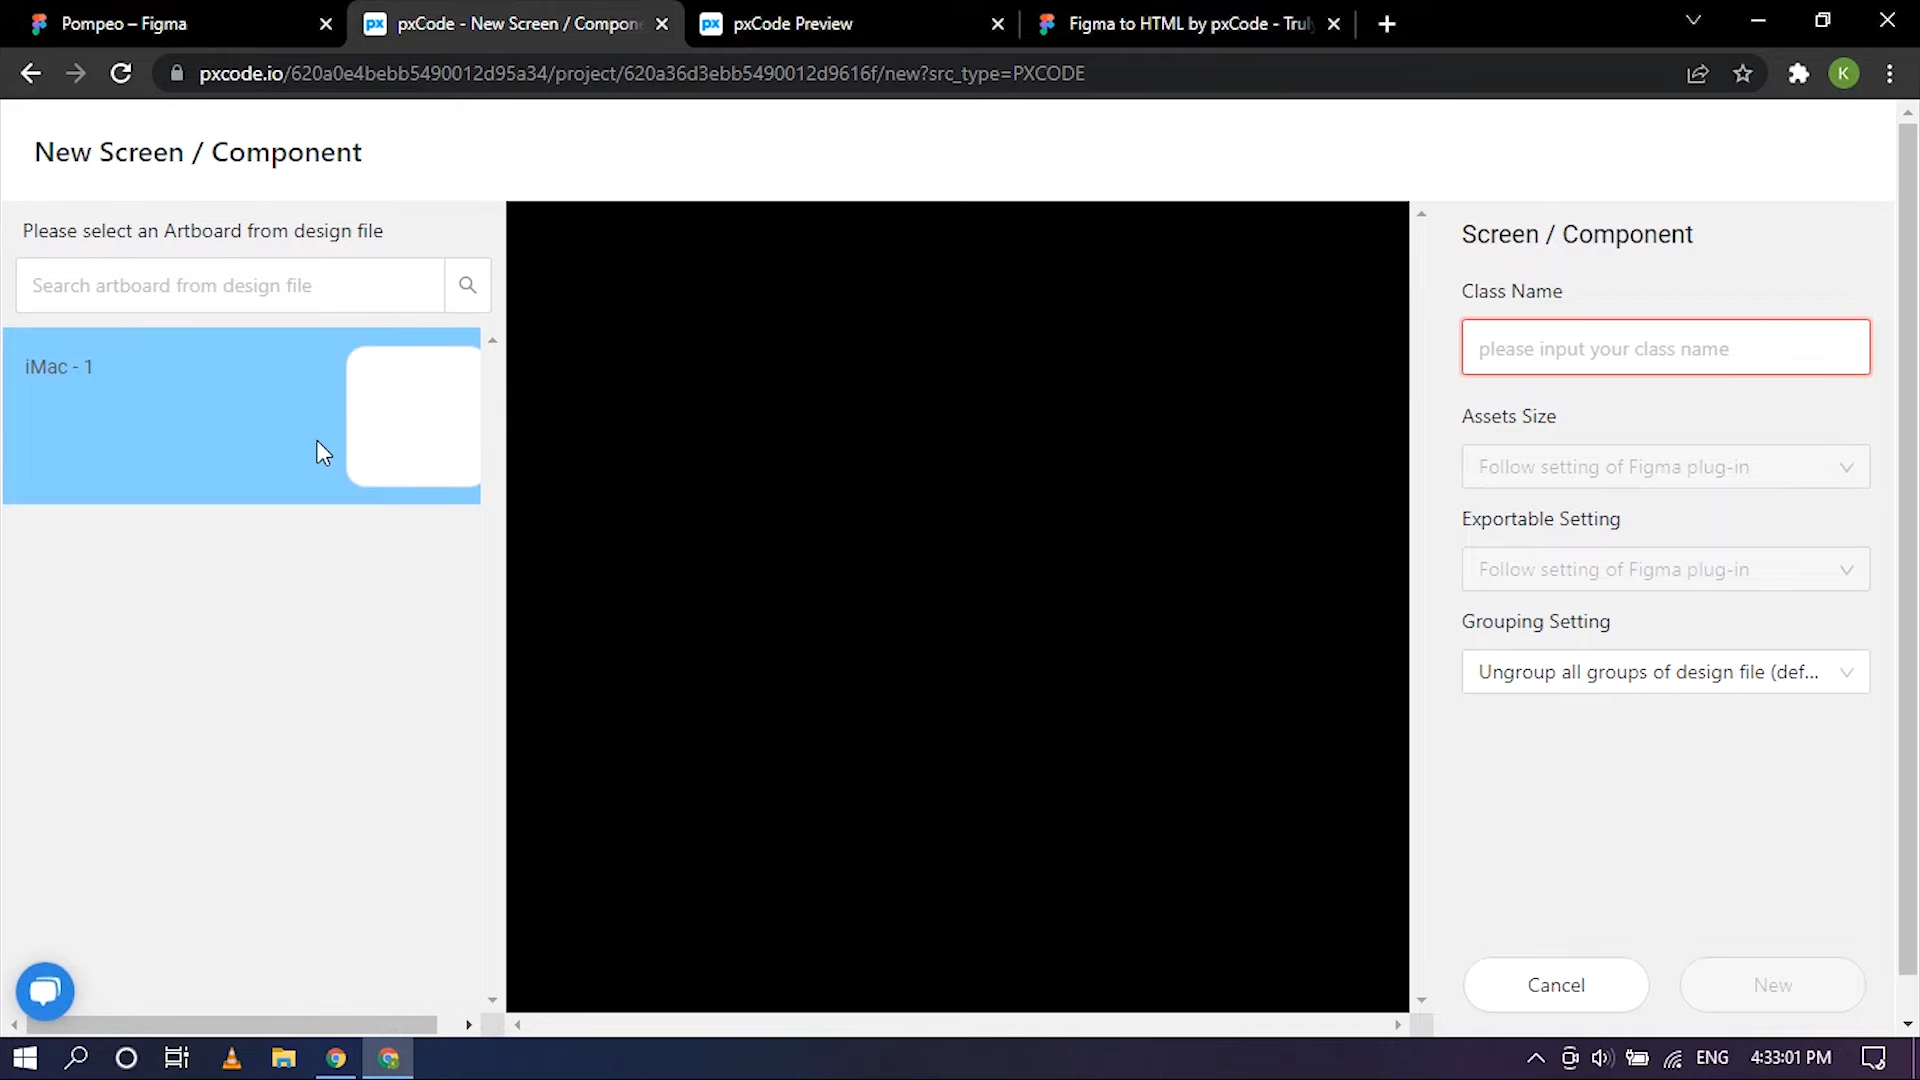 Pompeo – Figma
px
pxCode - New Screen / Compon
px
pxCode Preview
Figma to HTML by pxCode - Trul
pxcode.io/620a0e4bebb5490012d95a34/project/620a36d3ebb5490012d9616f/new?src_type=PXCODE
K
New Screen / Component
Please select an Artboard from design file
Search artboard from design file
iMac - 1
Screen / Component
Class Name
please input your class name
Assets Size
Follow setting of Figma plug-in
Exportable Setting
Follow setting of Figma plug-in
Grouping Setting
Ungroup all groups of design file (def...
Cancel
New
ENG
4:33:01 PM